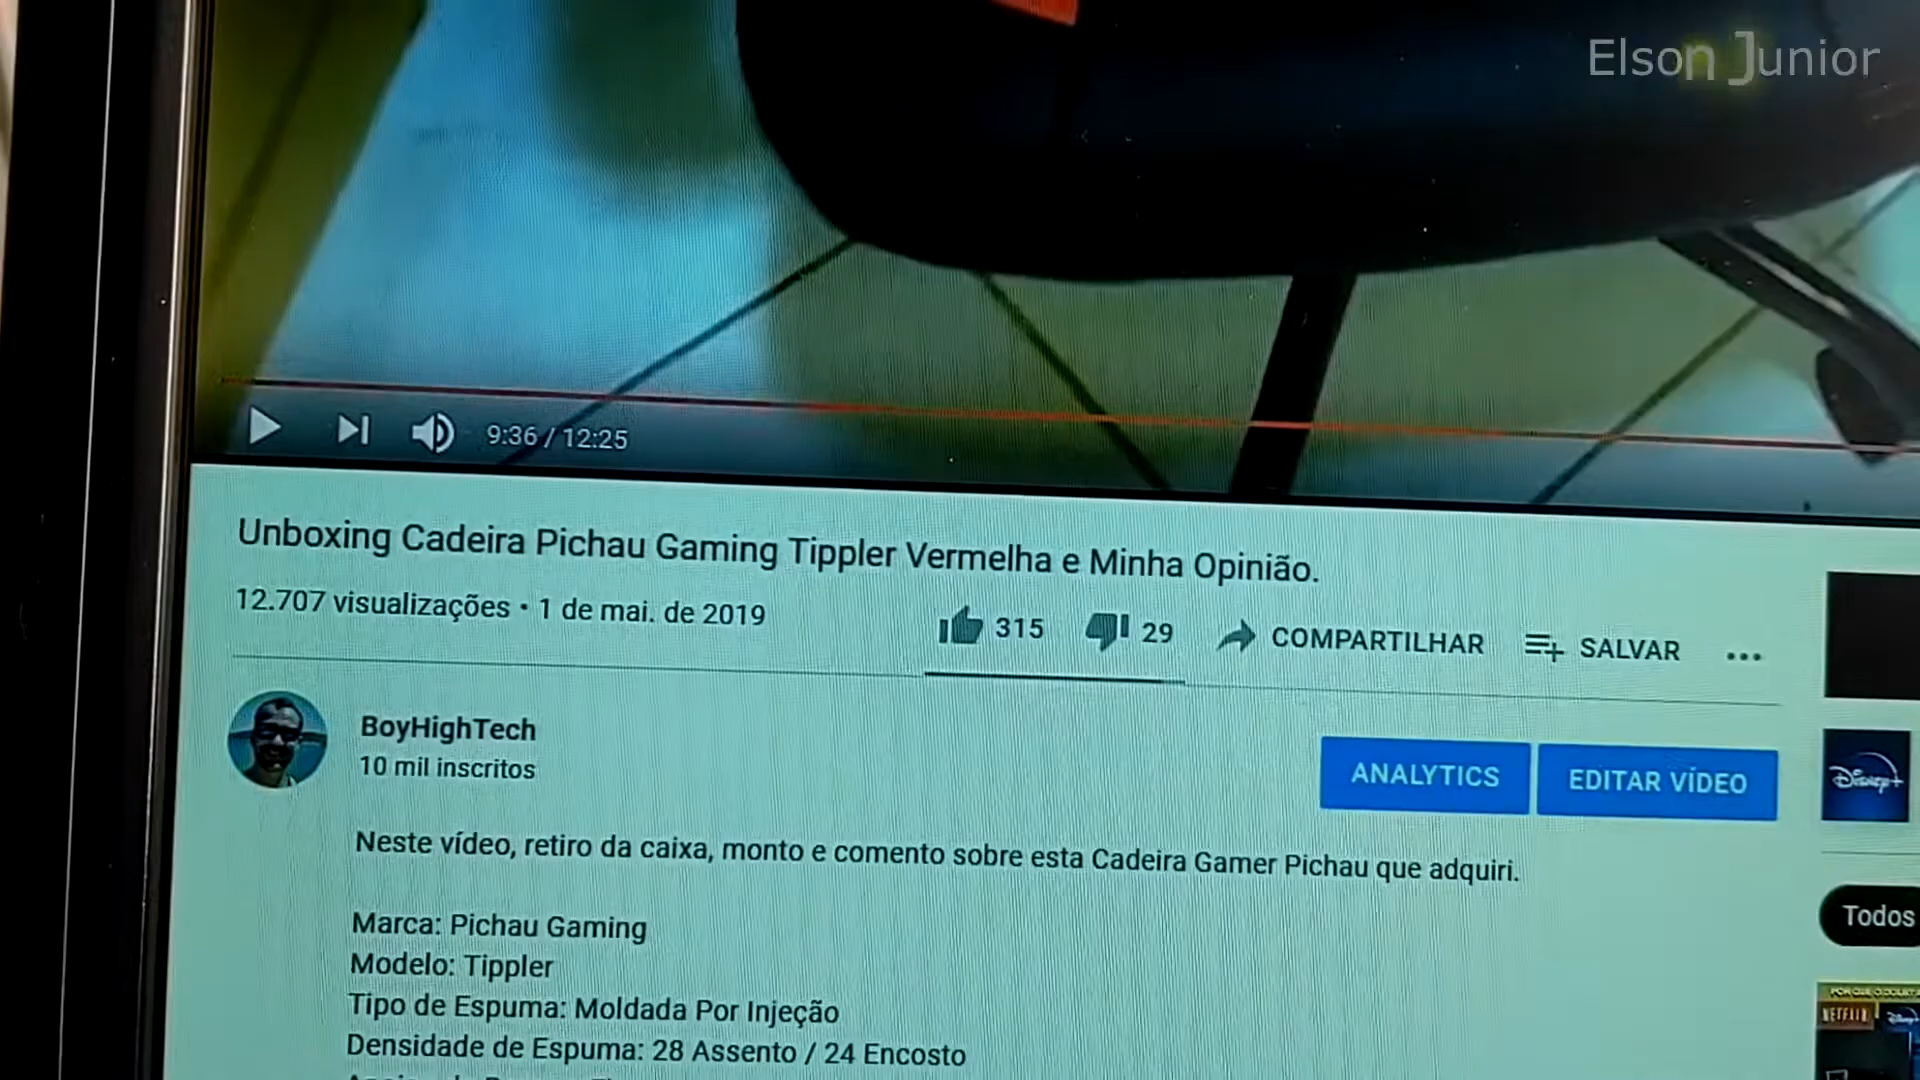 Elson Junior
9:36 / 12:25
Unboxing Cadeira Pichau Gaming Tippler Vermelha e Minha Opinião.
12.707 visualizações • 1 de mai. de 2019
315
29
COMPARTILHAR
SALVAR
BoyHighTech
10 mil inscritos
ANALYTICS
EDITAR VÍDEO
Disney+
Neste vídeo, retiro da caixa, monto e comento sobre esta Cadeira Gamer Pichau que adquiri.
Todos
Marca: Pichau Gaming
Modelo: Tippler
Tipo de Espuma: Moldada Por Injeção
Densidade de Espuma: 28 Assento / 24 Encosto
NETFLIX